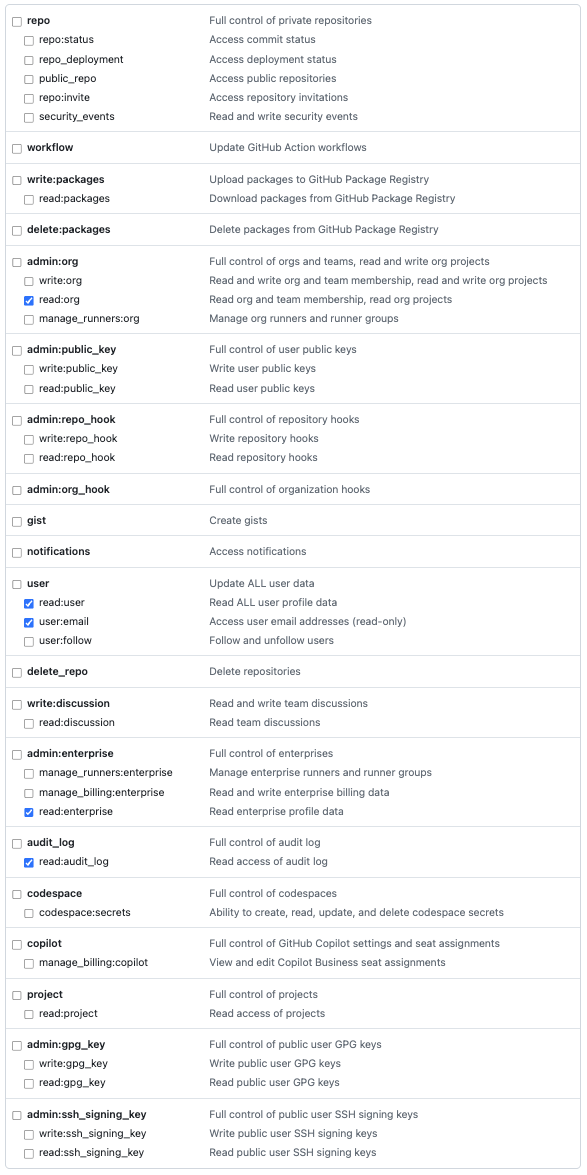 repo Full control of private repositories
repo:status Access commit status
repo_deployment Access deployment status
public_repo Access public repositories
repo:invite Access repository invitations
security_events Read and write security events
workflow Update GitHub Action workflows
write:packages Upload packages to GitHub Package Registry
read:packages Download packages from GitHub Package Registry
delete:packages Delete packages from GitHub Package Registry
admin:org Full control of orgs and teams, read and write org projects
write:org Read and write org and team membership, read and write org projects
read:org Read org and team membership, read org projects
manage_runners:org Manage org runners and runner groups
admin:public_key Full control of user public keys
write:public_key Write user public keys
read:public_key Read user public keys
admin:repo_hook Full control of repository hooks
write:repo_hook Write repository hooks
read:repo_hook Read repository hooks
admin:org_hook Full control of organization hooks
gist Create gists
notifications Access notifications
user Update ALL user data
read:user Read ALL user profile data
user:email Access user email addresses (read-only)
user:follow Follow and unfollow users
delete_repo Delete repositories
write:discussion Read and write team discussions
read:discussion Read team discussions
admin:enterprise Full control of enterprises
manage_runners:enterprise Manage enterprise runners and runner groups
manage_billing:enterprise Read and write enterprise billing data
read:enterprise Read enterprise profile data
audit_log Full control of audit log
read:audit_log Read access of audit log
codespace Full control of codespaces
codespace:secrets Ability to create, read, update, and delete codespace secrets
copilot Full control of GitHub Copilot settings and seat assignments
manage_billing:copilot View and edit Copilot Business seat assignments
project Full control of projects
read:project Read access of projects
admin:gpg_key Full control of public user GPG keys
write:gpg_key Write public user GPG keys
read:gpg_key Read public user GPG keys
admin:ssh_signing_key Full control of public user SSH signing keys
write:ssh_signing_key Write public user SSH signing keys
read:ssh_signing_key Read public user SSH signing keys